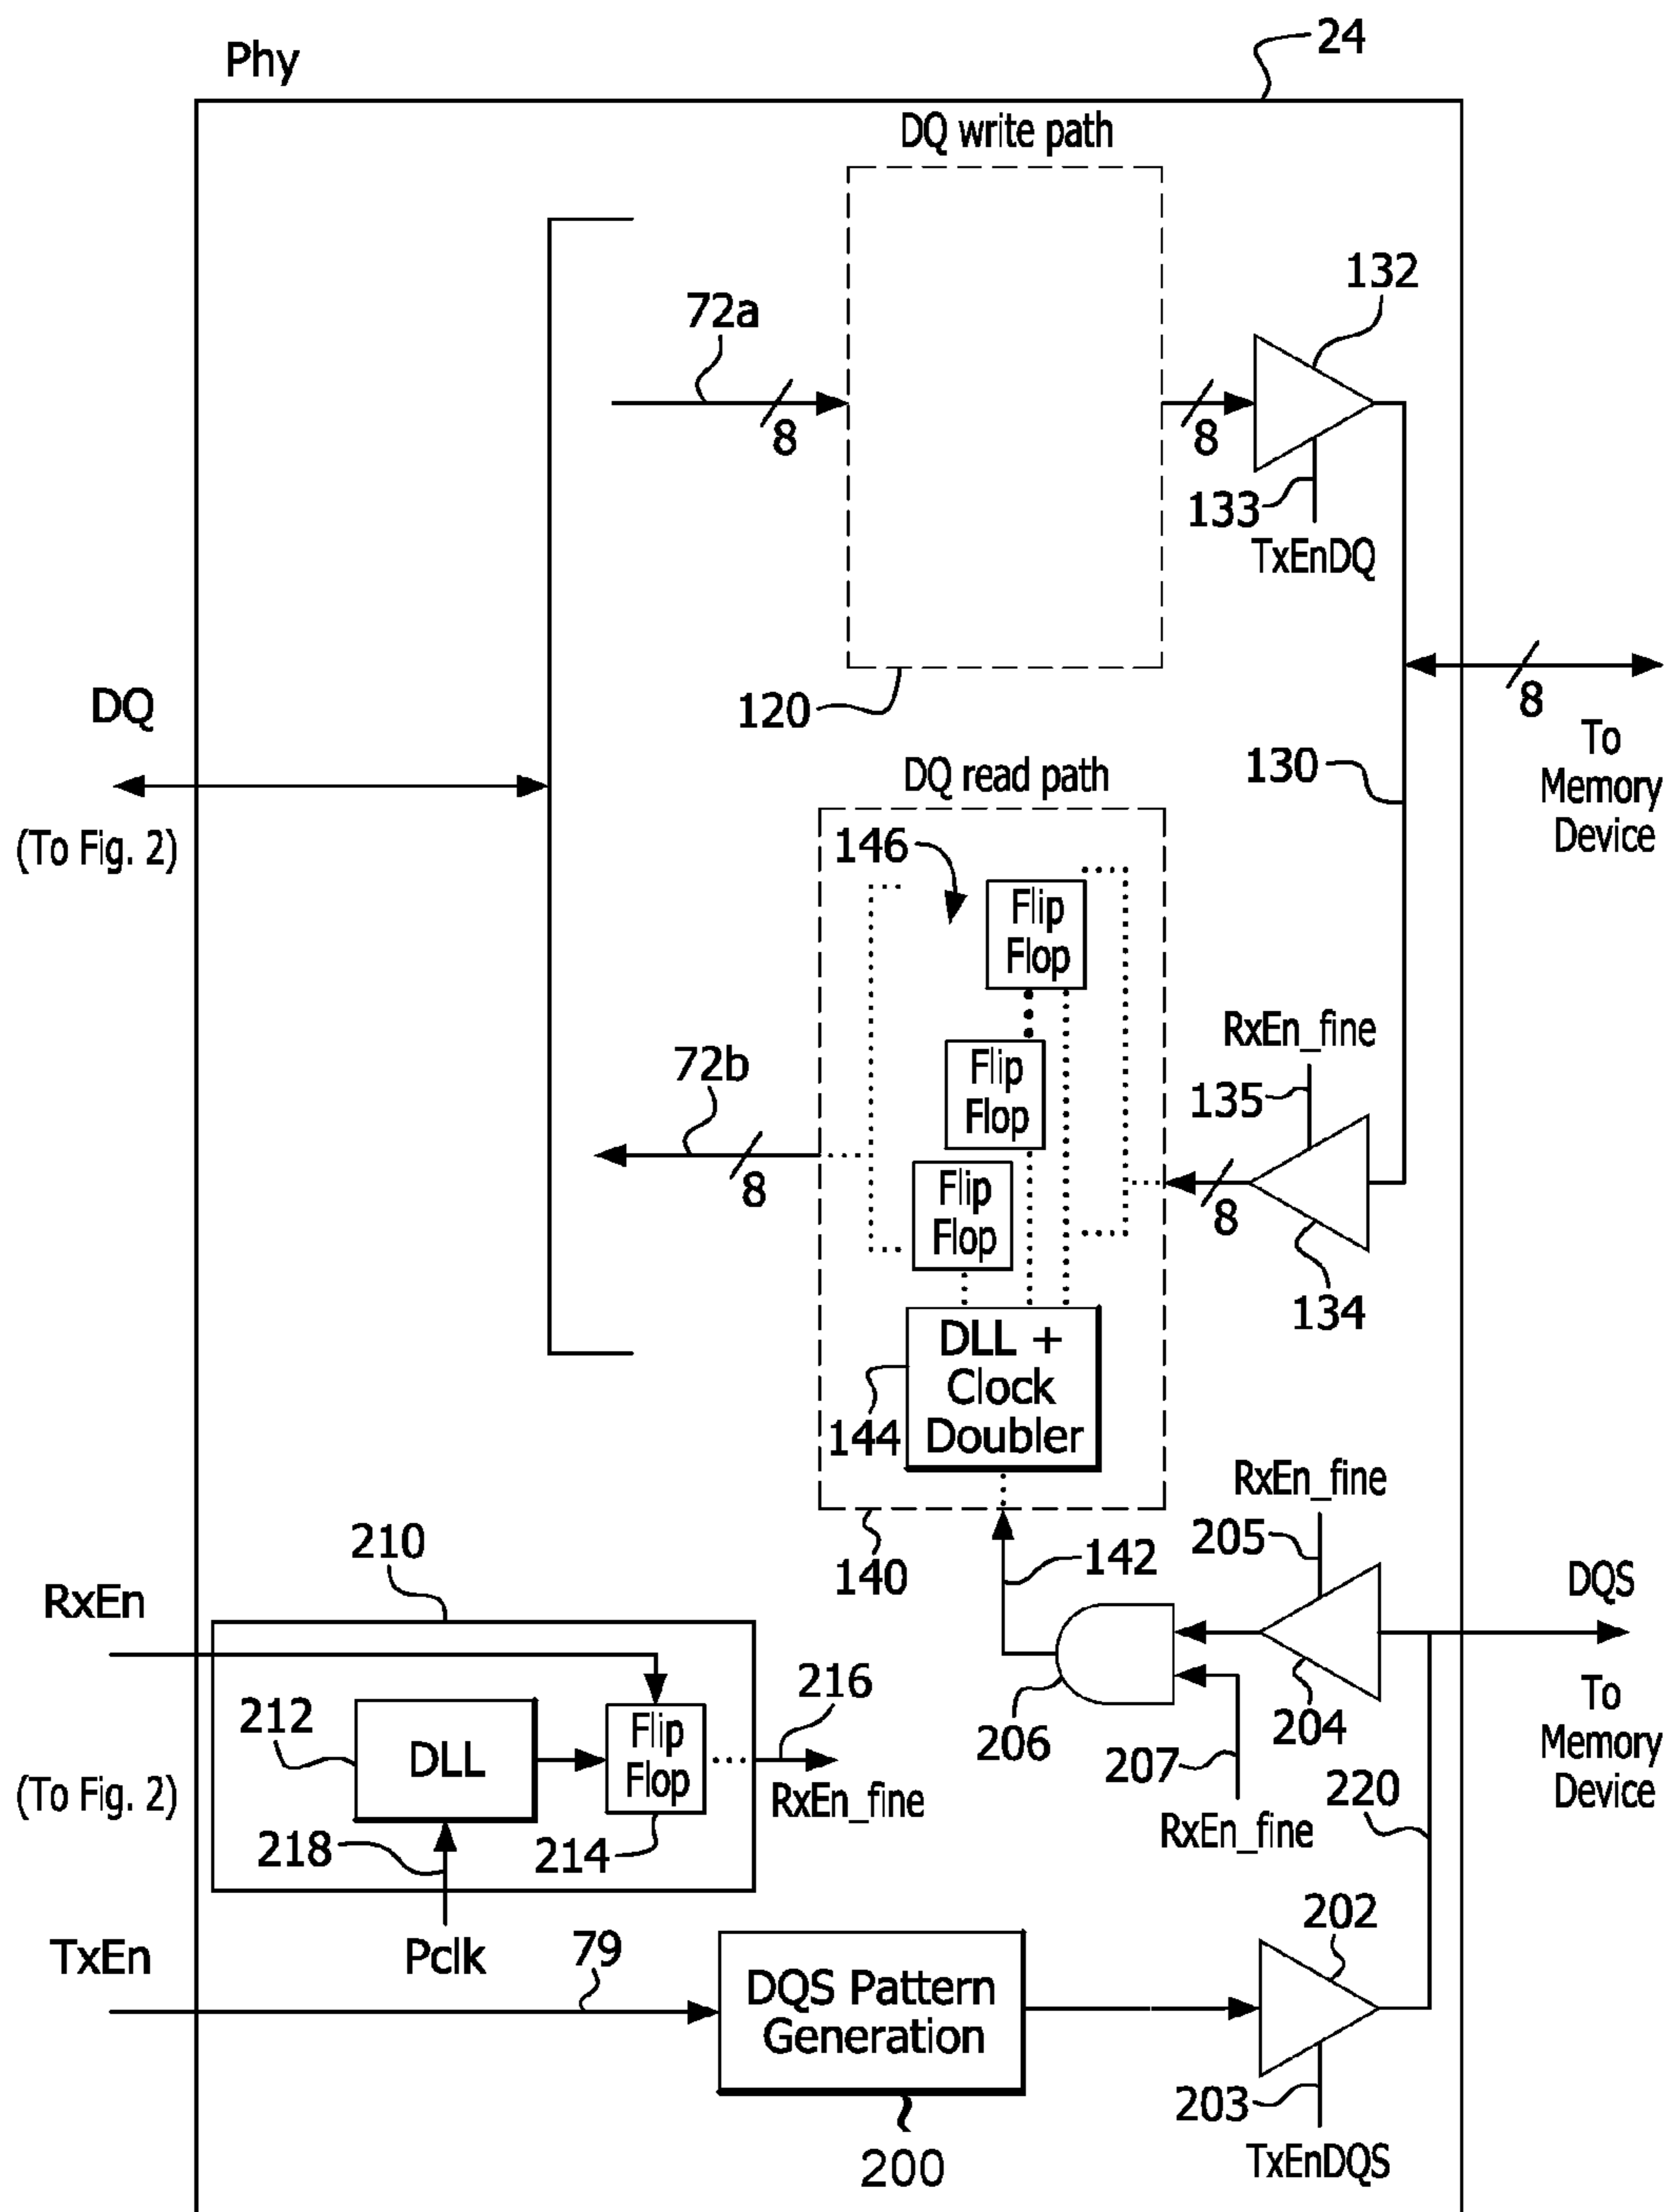 Phy
24
DQ write path
132
72a
8
8
133
TxEnDQ
120
DQ
8
To
Memory
Device
130
DQ read path
(To Fig. 2)
146
Flip
Flop
RxEn_fine
72b
Flip
Flop
135
8
Flip
Flop
8
134
DLL +
Clock
Doubler
144
RxEn_fine
205
210
142
140
DQS
RxEn
216
212
DLL
Flip
Flop
206
204
To
Memory
Device
207
(To Fig. 2)
RxEn_fine
220
RxEn_fine
218
214
202
TxEn
Pclk
79
DQS Pattern
Generation
203
TxEnDQS
200